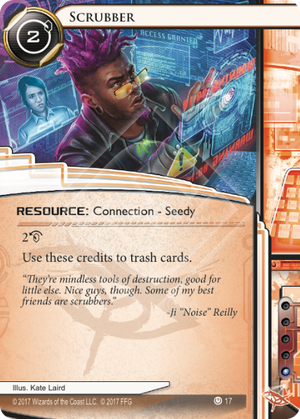 2 SCRUBBER
ACCESS GRANTED
RESOURCE: Connection - Seedy
2
Use these credits to trash cards.
“They're mindless tools of destruction, good for
little else. Nice guys, though. Some of my best
friends are scrubbers.”
-Ji "Noise" Reilly
Illus. Kate Laird
© 2017 Wizards of the Coast LLC. © 2017 FFG 17